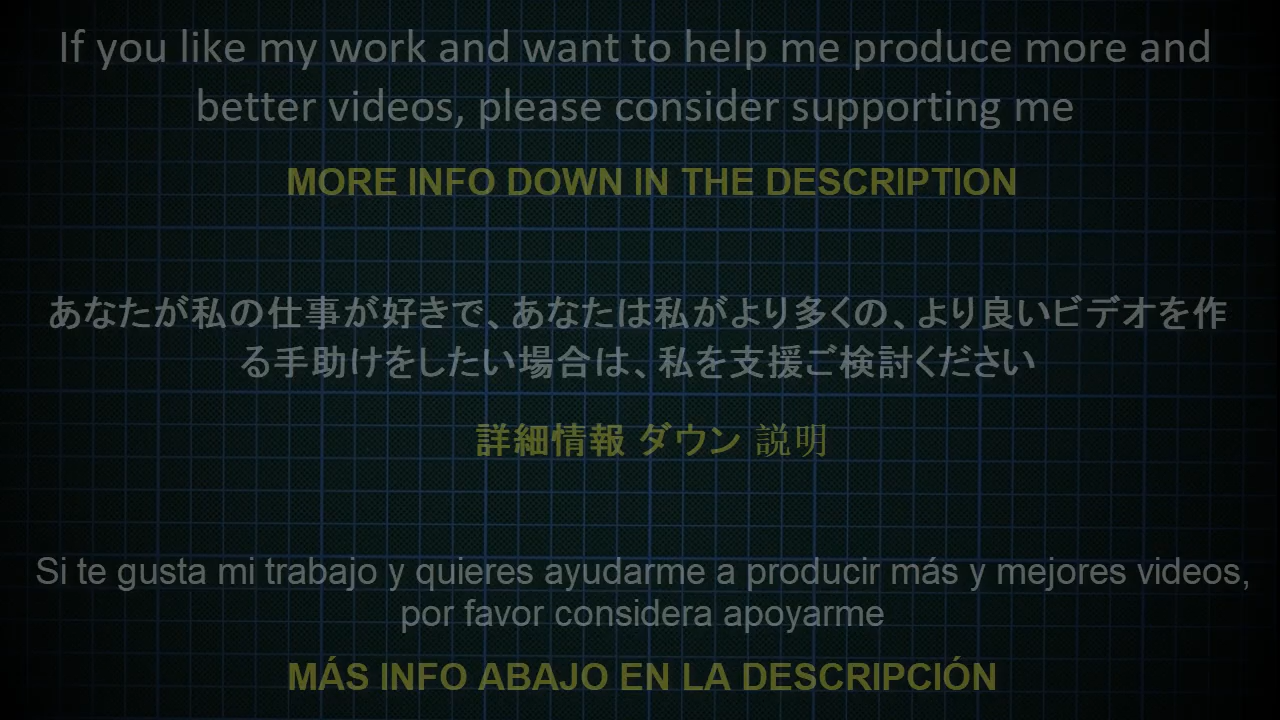 If you like my work and want to help me produce more and
better videos, please consider supporting me
MORE INFO DOWN IN THE DESCRIPTION
あなたが私の仕事が好きで、あなたは私がより多くの、より良いビデオを作
る手助けをしたい場合は、私を支援ご検討ください
詳細情報 ダウン 説明
Si te gusta mi trabajo y quieres ayudarme a producir más y mejores videos,
por favor considera apoyarme
MÁS INFO ABAJO EN LA DESCRIPCIÓN